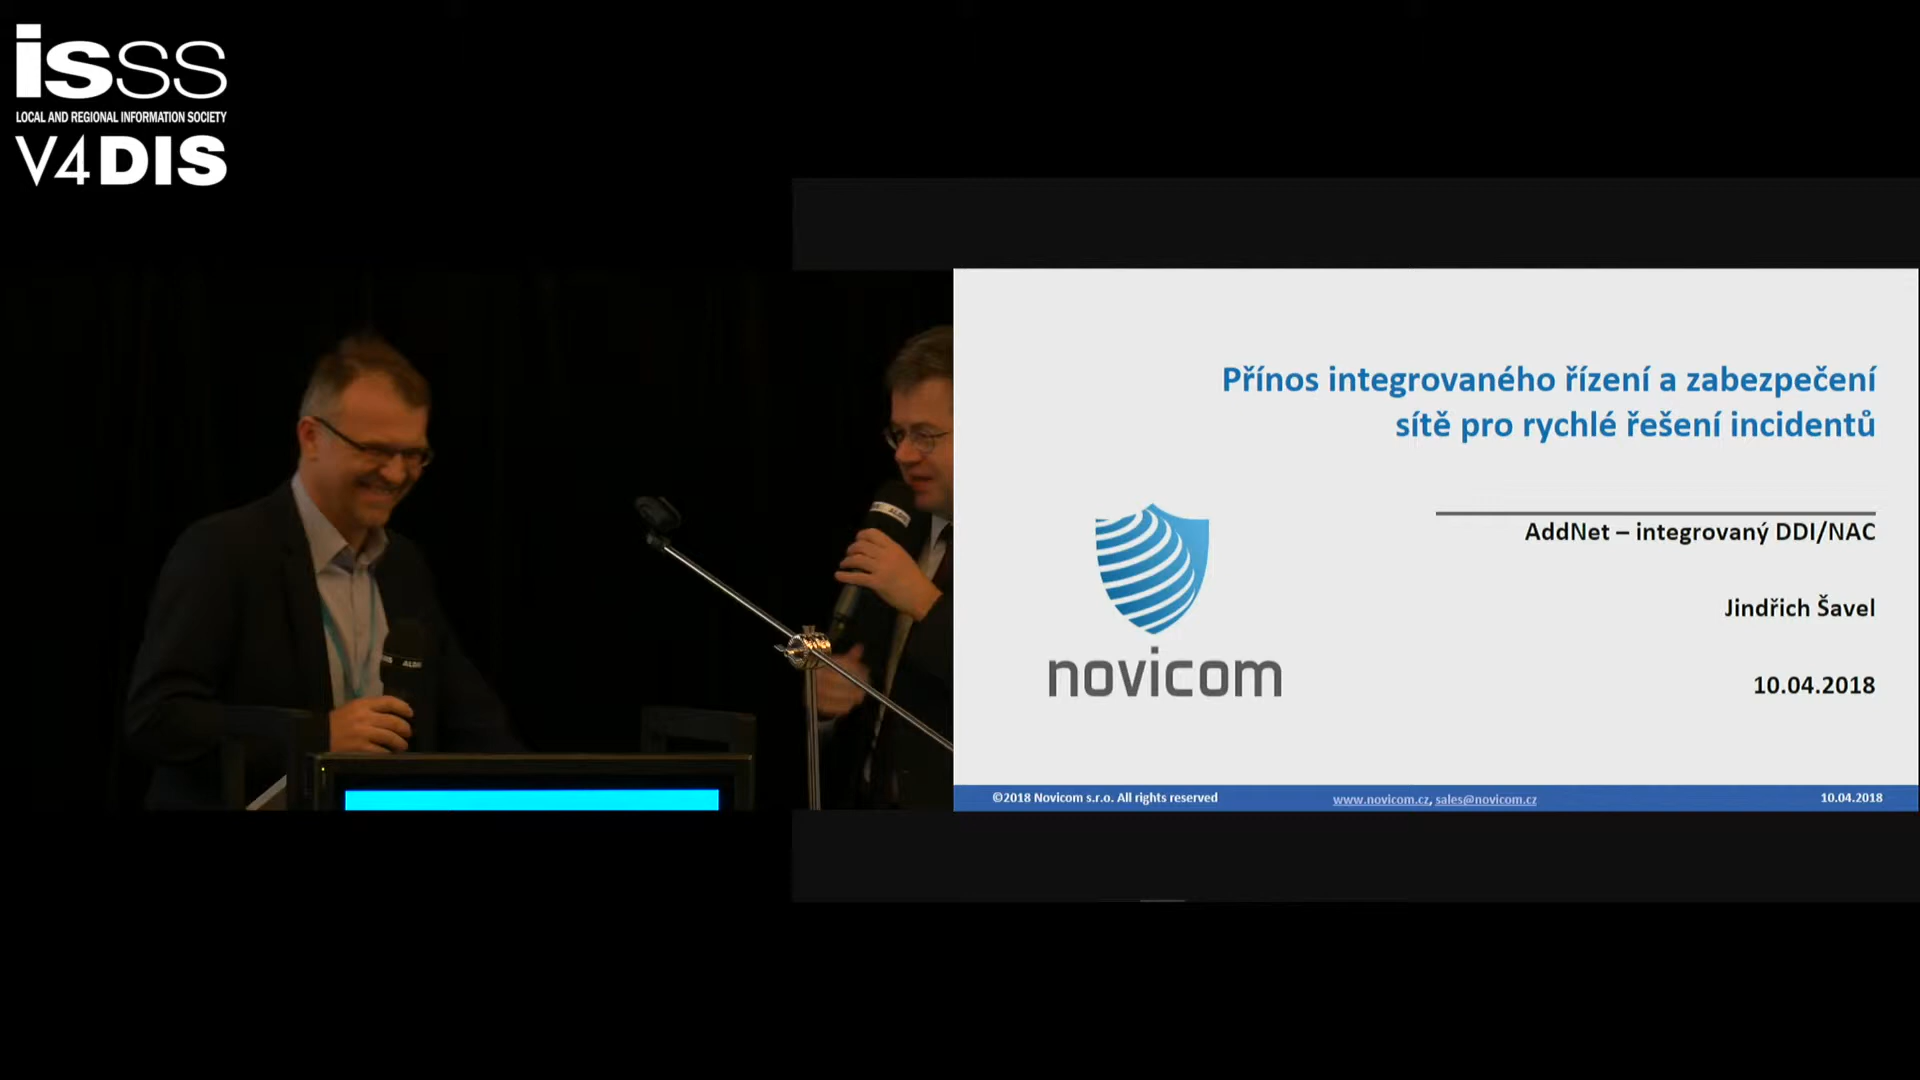 isss
LOCAL AND REGIONAL INFORMATION SOCIETY
V4DIS
Přínos integrovaného řízení a zabezpečení
sítě pro rychlé řešení incidentů
AddNet – integrovaný DDI/NAC
Jindřich Šavel
novicom
10.04.2018
©2018 Novicom s.r.o. All rights reserved
www.novicom.cz, sales@novicom.cz
10.04.2018